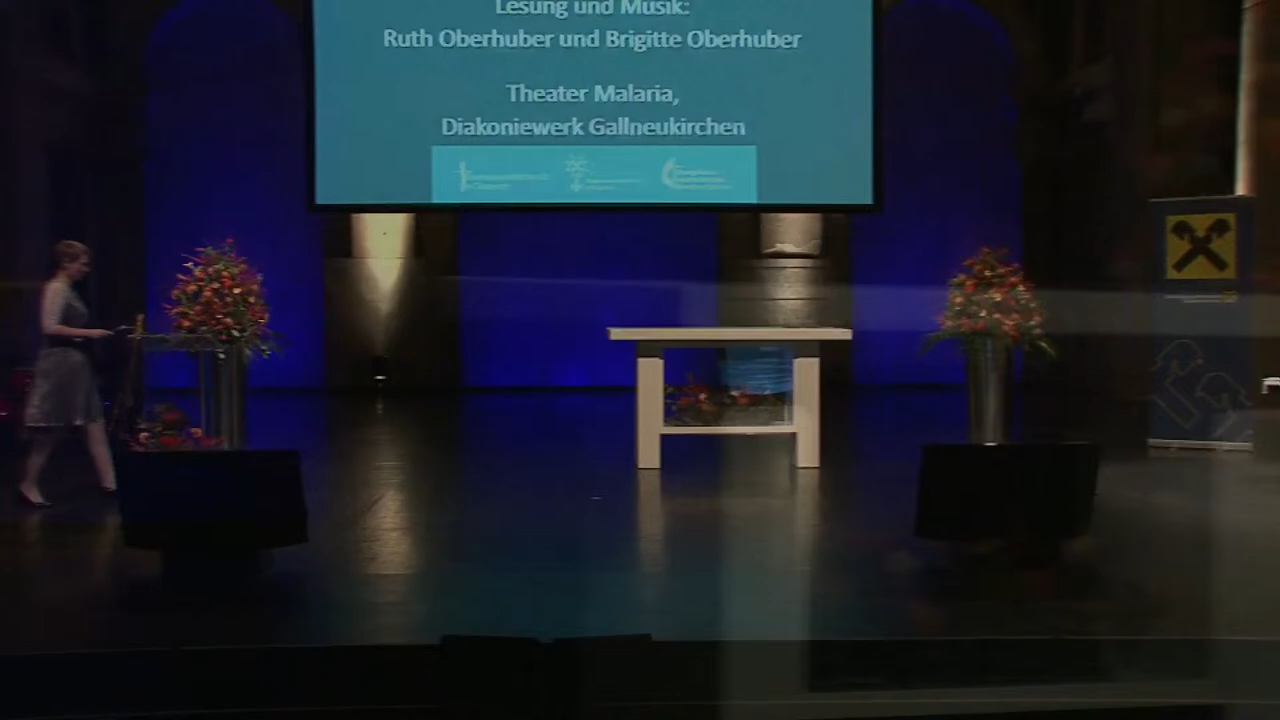 Lesung und Musik:
Ruth Oberhuber und Brigitte Oberhuber
Theater Malaria,
Diakoniewerk Gallneukirchen